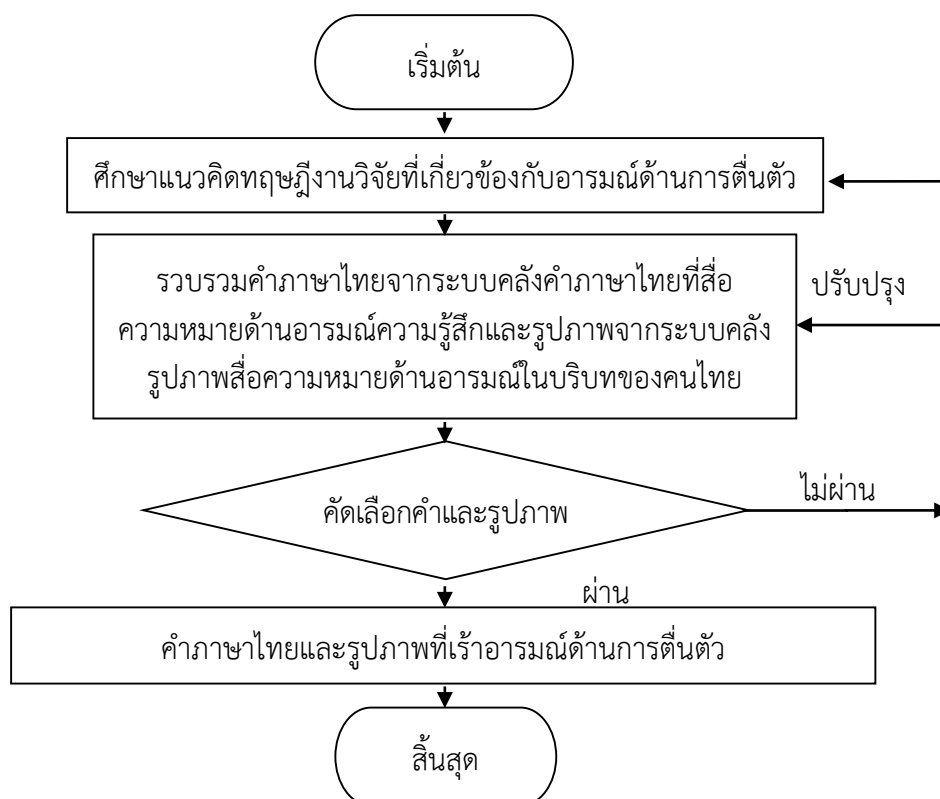 เริ่มต้น
ศึกษาแนวคิดทฤษฎีงานวิจัยที่เกี่ยวข้องกับอารมณ์ด้านการตื่นตัว
รวบรวมคำภาษาไทยจากระบบคลังคำภาษาไทยที่สื่อ
ความหมายด้านอารมณ์ความรู้สึกและรูปภาพจากระบบคลัง
รูปภาพสื่อความหมายด้านอารมณ์ในบริบทของคนไทย
ปรับปรุง
คัดเลือกคำและรูปภาพ
ไม่ผ่าน
ผ่าน
คำภาษาไทยและรูปภาพที่เร้าอารมณ์ด้านการตื่นตัว
สิ้นสุด